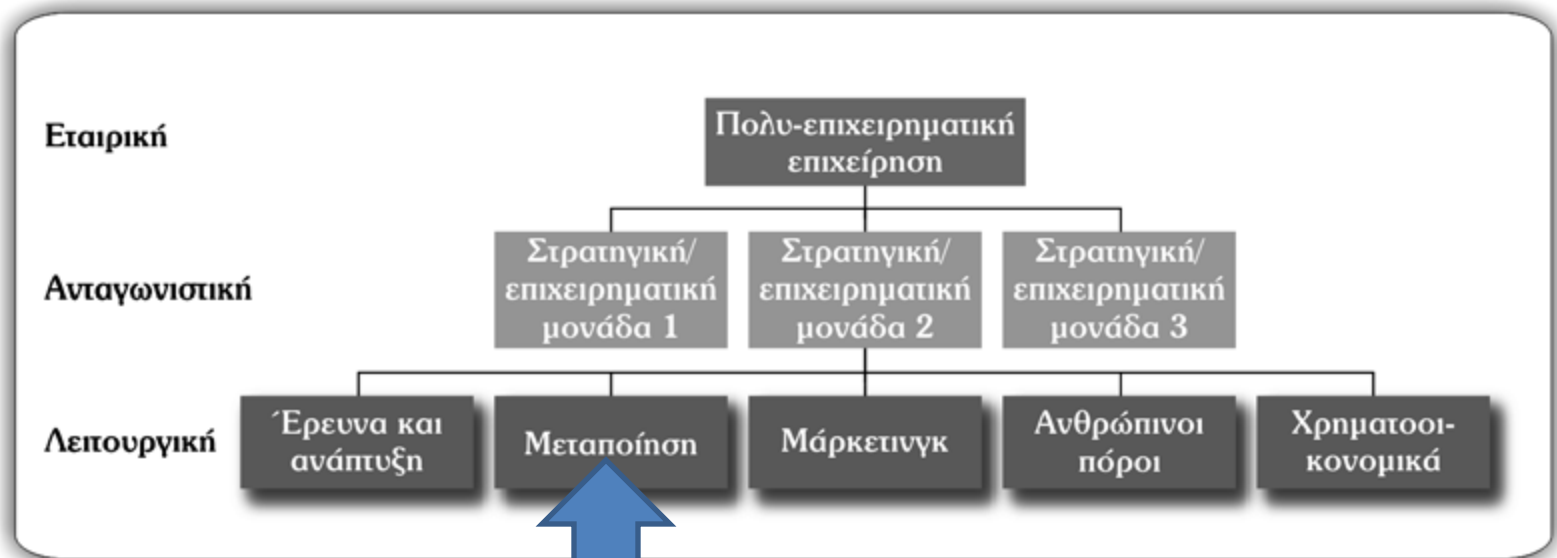 Εταιρική
Πολυ-επιχειρηματική
επιχείρηση
Ανταγωνιστική
Στρατηγική/
επιχειρηματική
μονάδα 1
Στρατηγική/
επιχειρηματική
μονάδα 2
Στρατηγική/
επιχειρηματική
μονάδα 3
Λειτουργική
Έρευνα και
ανάπτυξη
Μεταποίηση
Μάρκετινγκ
Ανθρώπινοι
πόροι
Χρηματοοι-
κονομικά